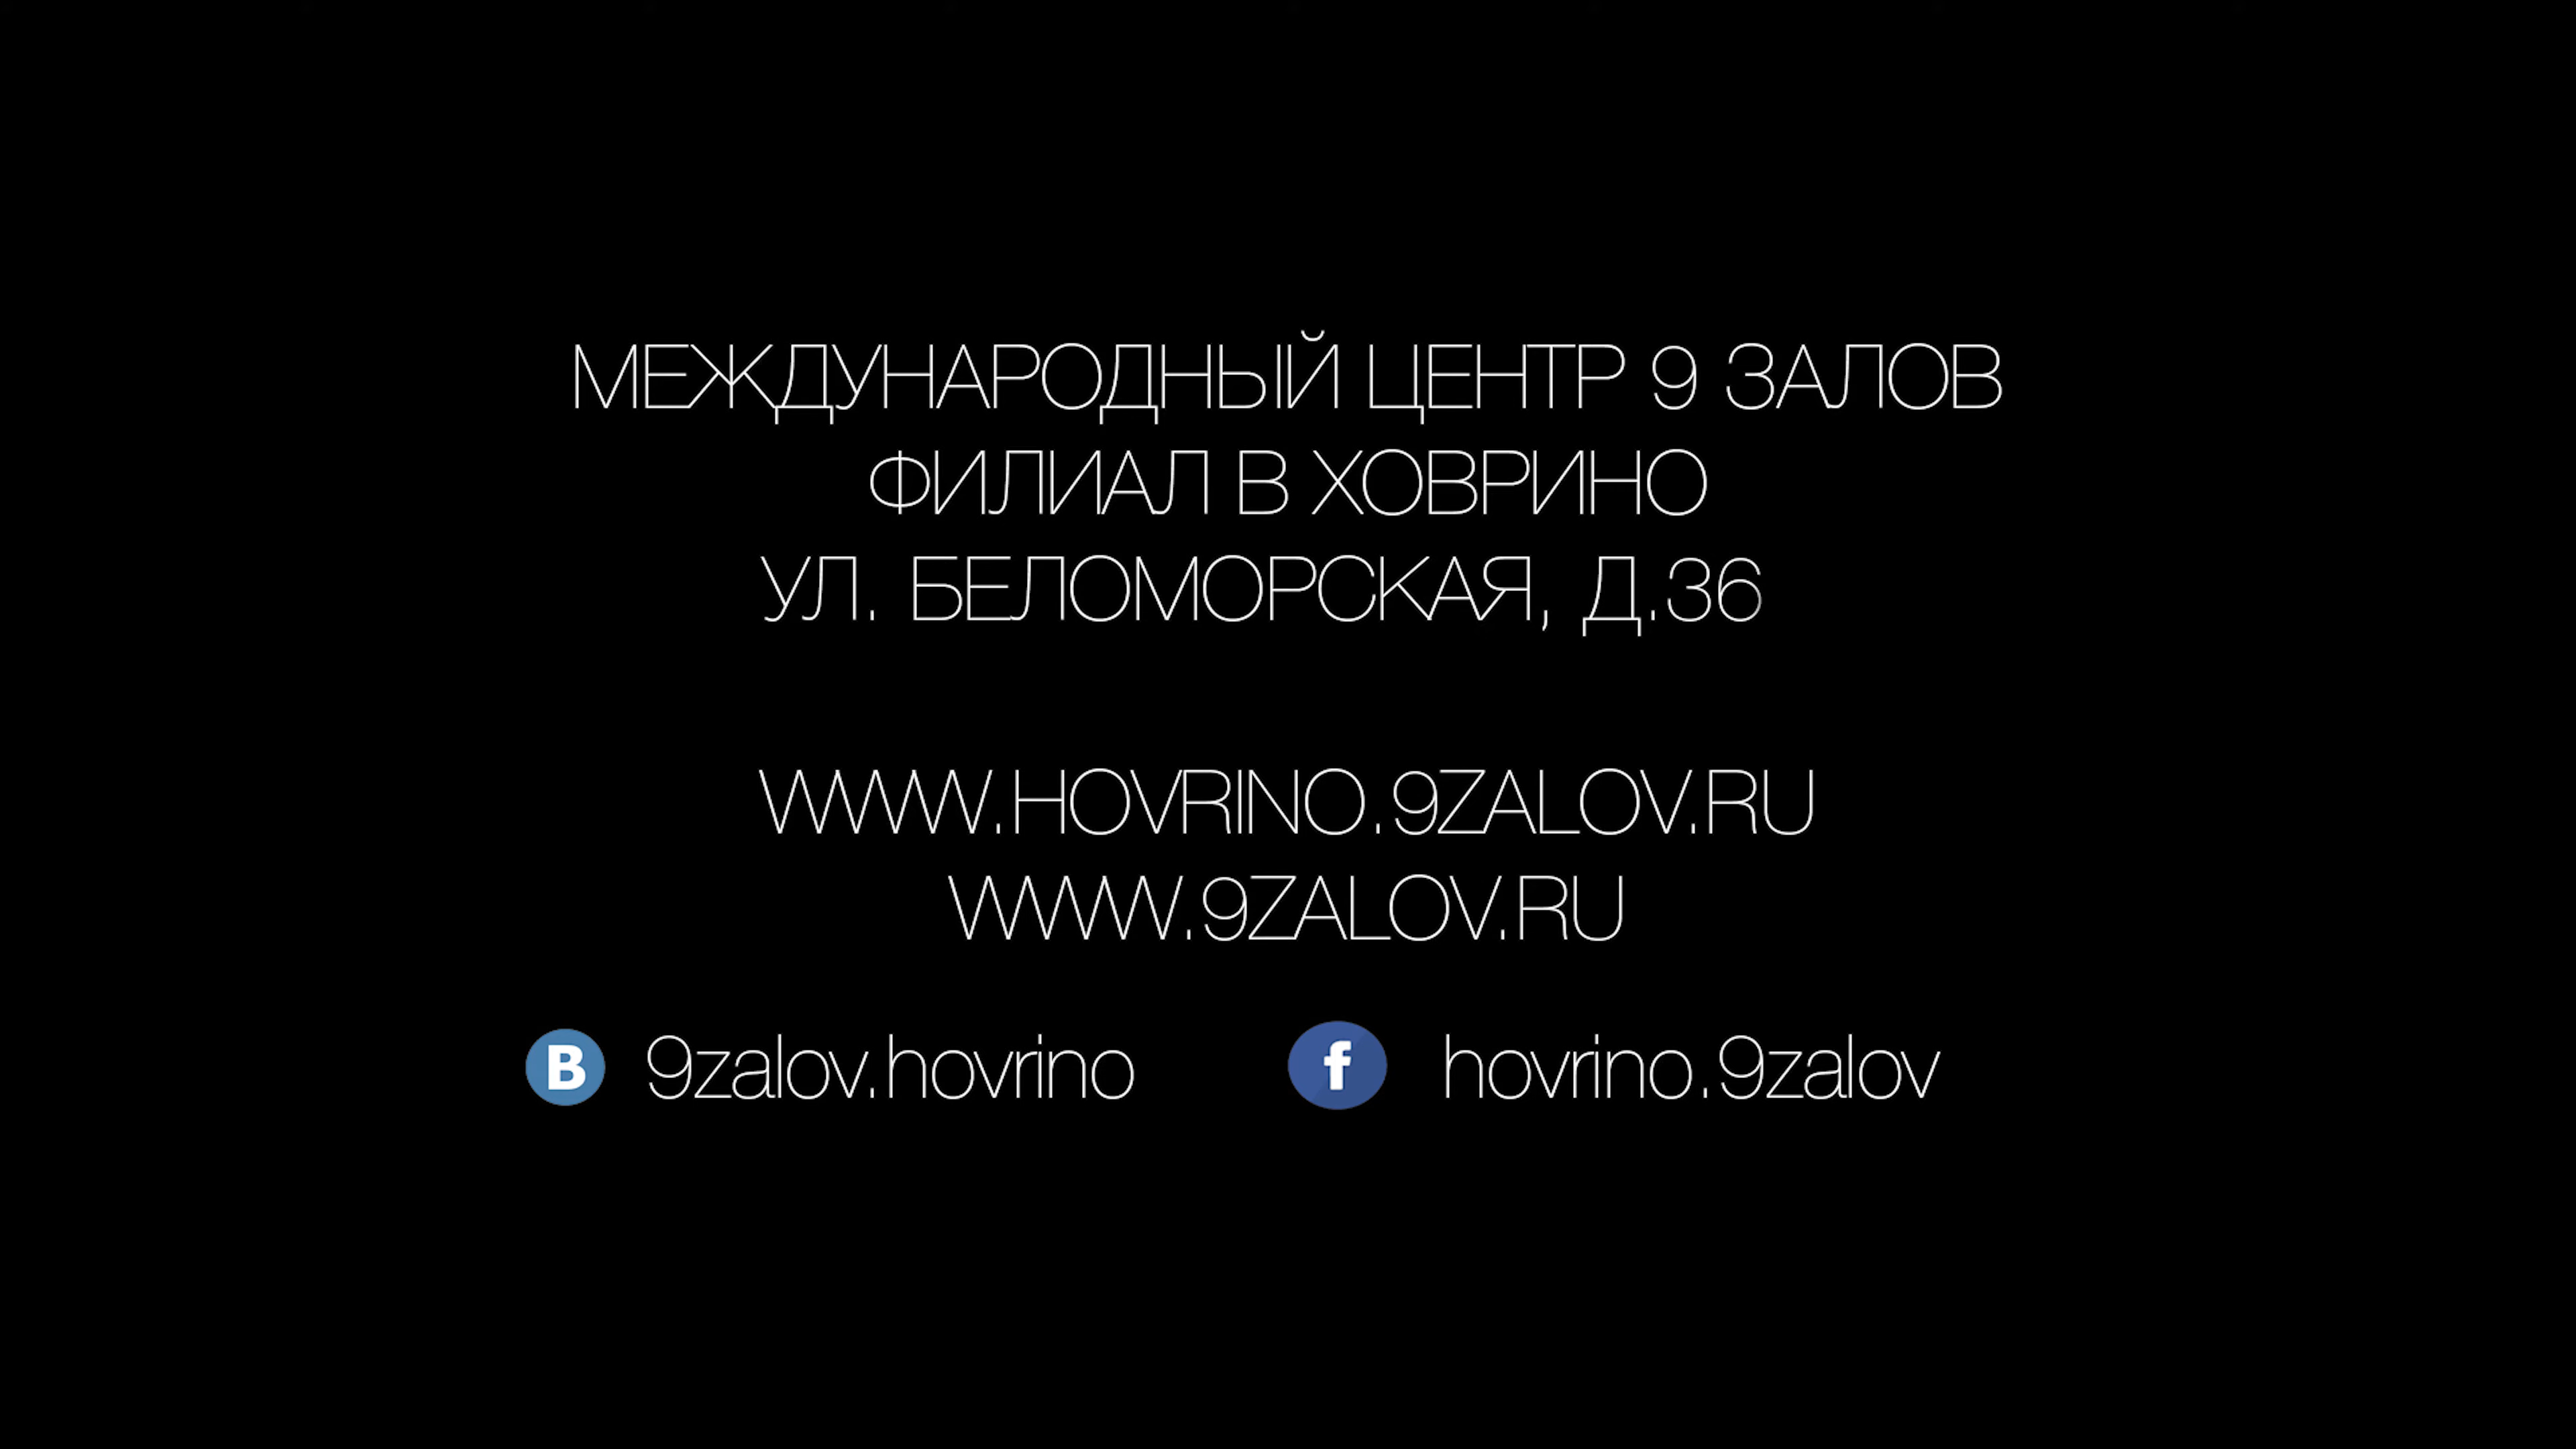 МЕЖДУНАРОДНЫЙ ЦЕНТР 9 ЗАЛОВ
ФИЛИАЛ В ХОВРИНО
УЛ. БЕЛОМОРСКАЯ, Д.36
WWW.HOVRINO.9ZALOV.RU
WWW.9ZALOV.RU
B 9zalov.hovrino f hovrino.9zalov